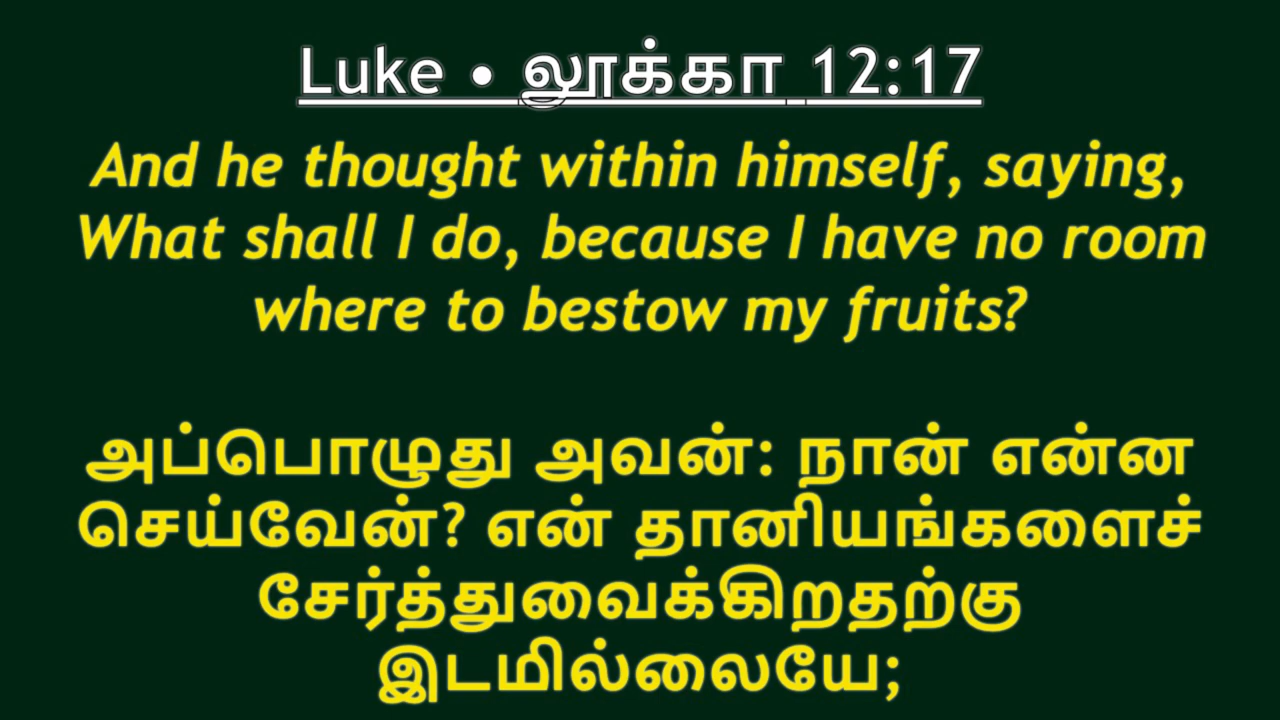 Luke • லூக்கா 12:17
And he thought within himself, saying,
What shall I do, because I have no room
where to bestow my fruits?
அப்பொழுது அவன்: நான் என்ன
செய்வேன்? என் தானியங்களைச்
சேர்த்துவைக்கிறதற்கு
இடமில்லையே;